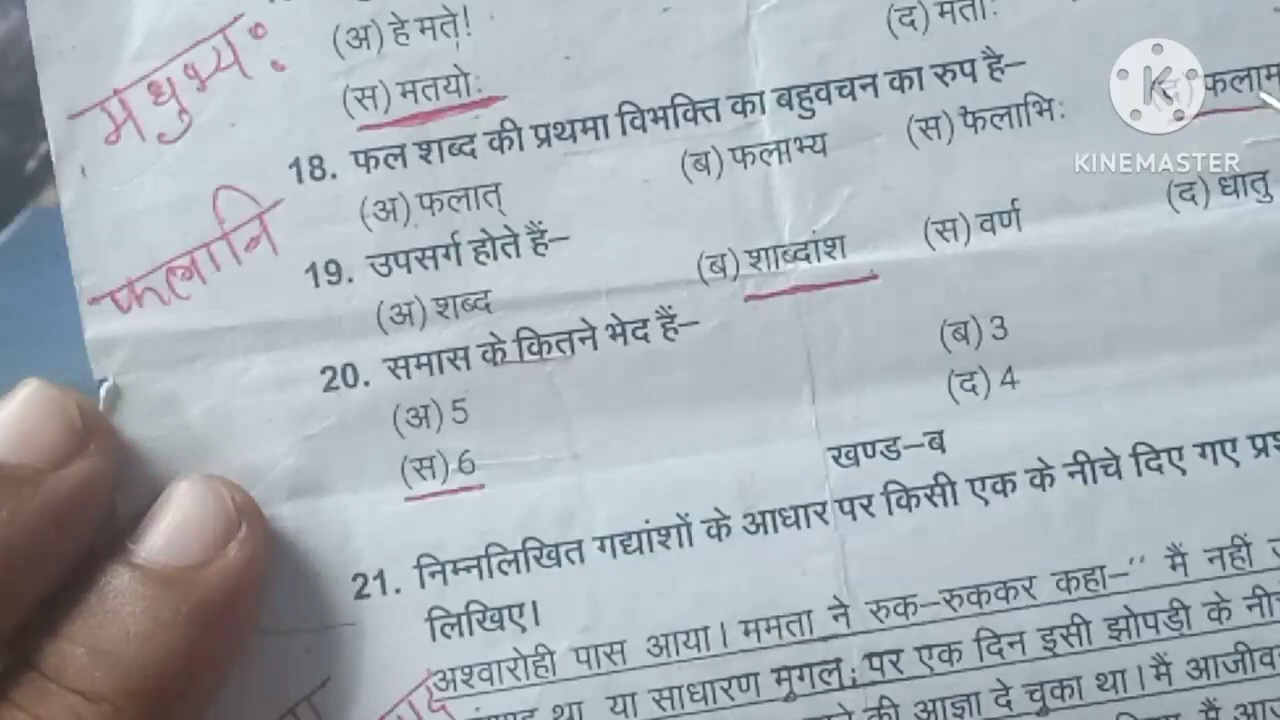 (अ) हे मते! (द) मता:
मधुभ्य:
(स) मतयो:
18. फल शब्द की प्रथमा विभक्ति का बहुवचन का रुप है–
(अ) फलात् (ब) फलाभ्य (स) फलाभि: (द) फलाम
फलानि
19. उपसर्ग होते हैं–
(अ) शब्द (ब) शाब्दांश (स) वर्ण (द) धातु
20. समास के कितने भेद हैं–
(अ) 5 (ब) 3
(स) 6 (द) 4
खण्ड–ब
21. निम्नलिखित गद्यांशों के आधार पर किसी एक के नीचे दिए गए
लिखिए।
अश्वारोही पास आया। ममता ने रुक–रुककर कहा–" मैं नहीं
था या साधारण मुगल; पर एक दिन इसी झोपड़ी के
की आज्ञा दे चुका था। मैं
KINEMASTER